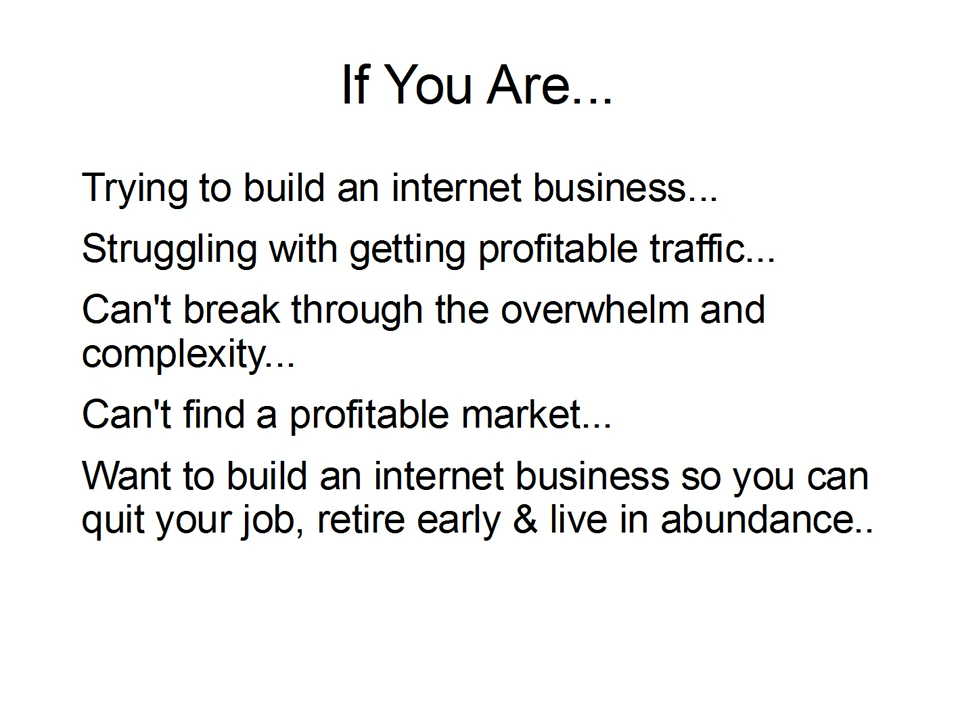 If You Are...
Trying to build an internet business...
Struggling with getting profitable traffic...
Can't break through the overwhelm and
complexity...
Can't find a profitable market...
Want to build an internet business so you can
quit your job, retire early & live in abundance..